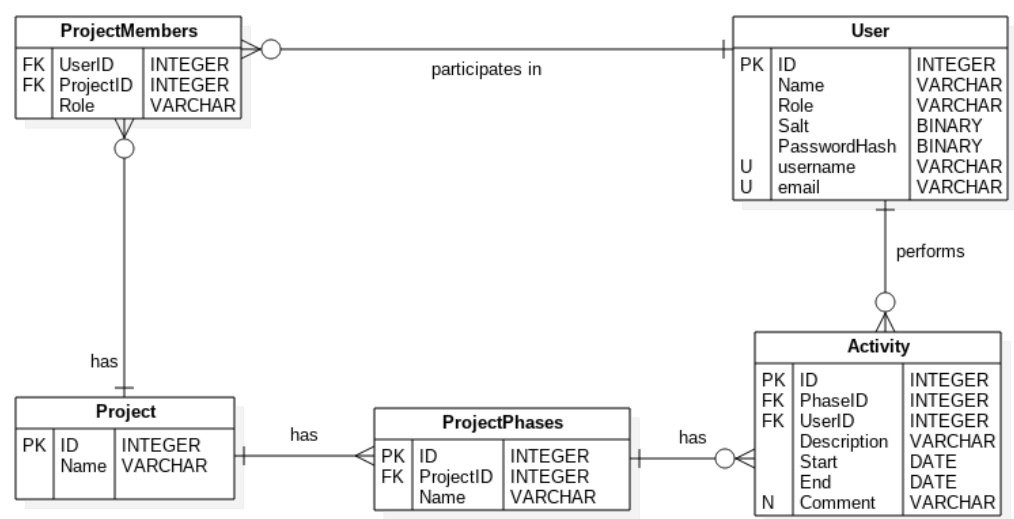 ProjectMembers
FK UserID INTEGER
FK ProjectID INTEGER
Role VARCHAR
participates in
User
PK ID INTEGER
Name VARCHAR
Role VARCHAR
Salt BINARY
PasswordHash BINARY
U username VARCHAR
U email VARCHAR
performs
has
Project
PK ID INTEGER
Name VARCHAR
has
ProjectPhases
PK ID INTEGER
FK ProjectID INTEGER
Name VARCHAR
has
Activity
PK ID INTEGER
FK PhaseID INTEGER
FK UserID INTEGER
Description VARCHAR
Start DATE
End DATE
N Comment VARCHAR